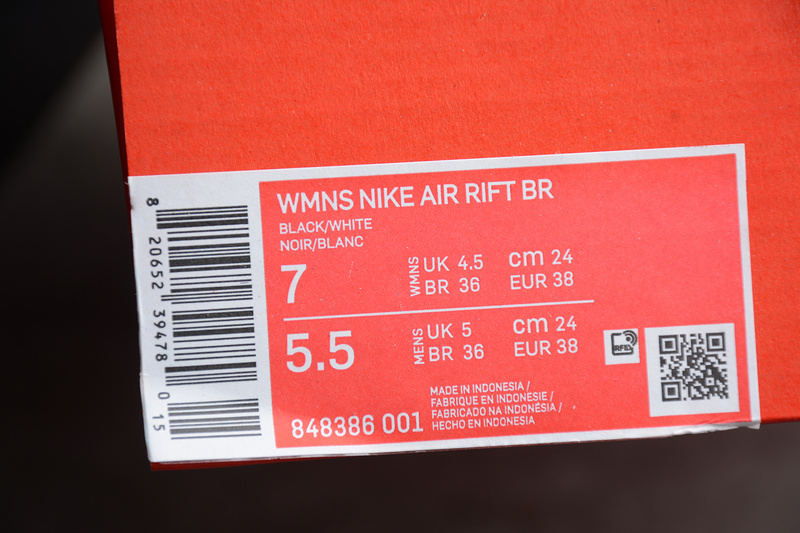 WMNS NIKE AIR RIFT BR
BLACK/WHITE
NOIR/BLANC
7
WMNS
UK 4.5 cm 24
BR 36 EUR 38
5.5
MENS
UK 5 cm 24
BR 36 EUR 38
848386 001
MADE IN INDONESIA /
FABRIQUE EN INDONESIE /
FABRICADO NA INDONÉSIA /
HECHO EN INDONESIA
RFID
8 20652 39478 0 15